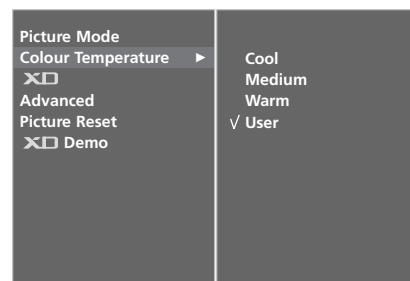 Picture Mode
Colour Temperature ►
XD
Advanced
Picture Reset
XD Demo
Cool
Medium
Warm
√ User